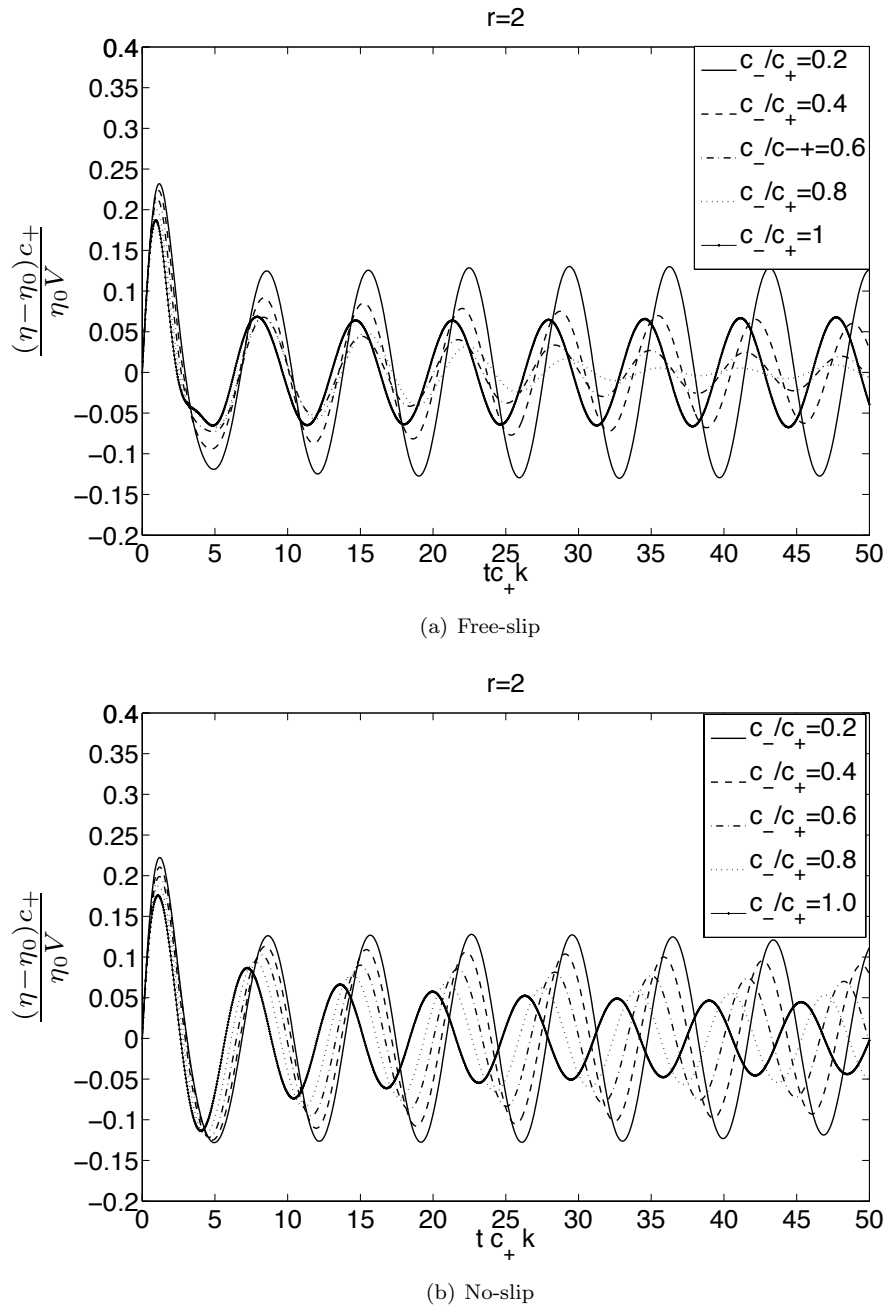 r=2
0.4
0.35
0.3
0.25
0.2
0.15
0.1
0.05
0
−0.05
−0.1
−0.15
−0.2
(η−η₀)c₊
η₀V
c_/c₊=0.2
c_/c₊=0.4
c_/c−+=0.6
c_/c₊=0.8
c_/c₊=1
0 5 10 15 20 25 30 35 40 45 50
tc₊k
(a) Free-slip
r=2
0.4
0.35
0.3
0.25
0.2
0.15
0.1
0.05
0
−0.05
−0.1
−0.15
−0.2
(η−η₀)c₊
η₀V
c_/c₊=0.2
c_/c₊=0.4
c_/c₊=0.6
c_/c₊=0.8
c_/c₊=1.0
0 5 10 15 20 25 30 35 40 45 50
t c₊k
(b) No-slip